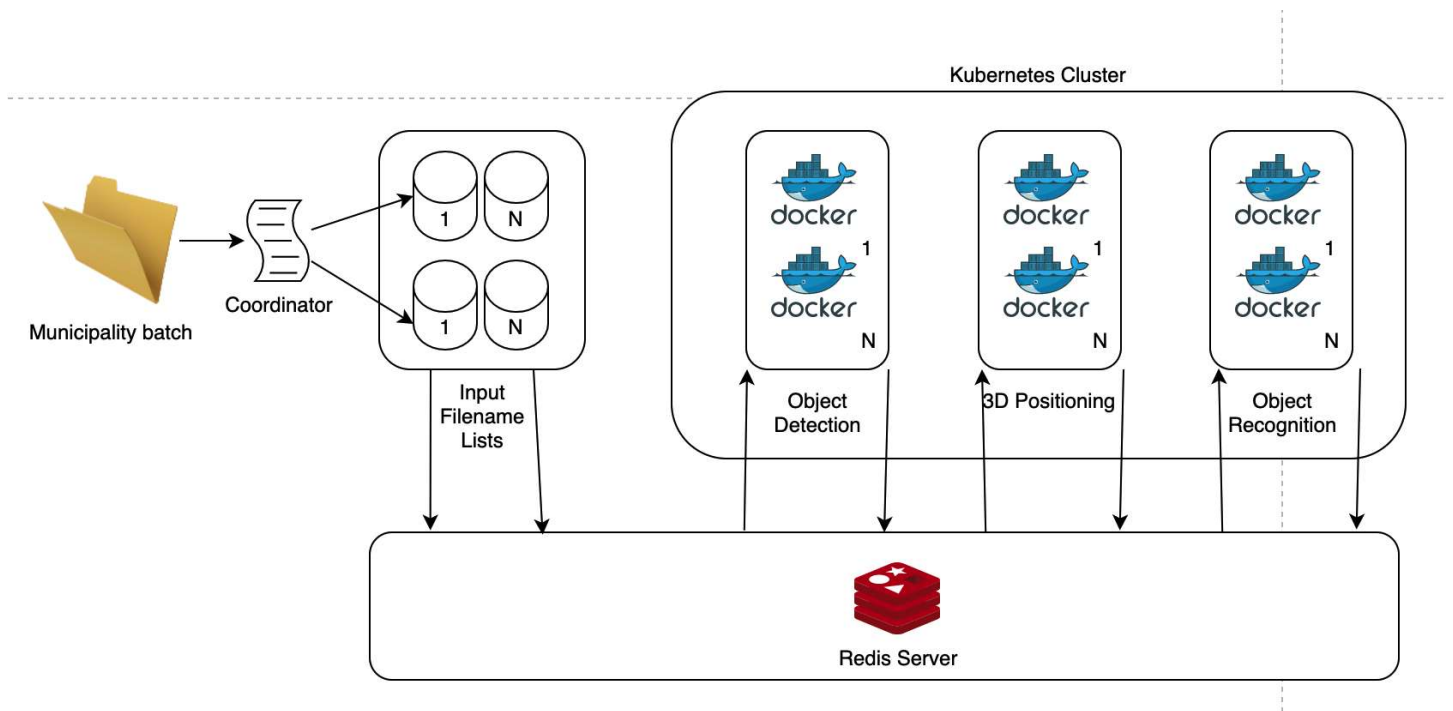 Kubernetes Cluster
Municipality batch
Coordinator
1
N
1
N
Input
Filename
Lists
docker
1
docker
N
Object
Detection
docker
1
docker
N
3D Positioning
docker
1
docker
N
Object
Recognition
Redis Server